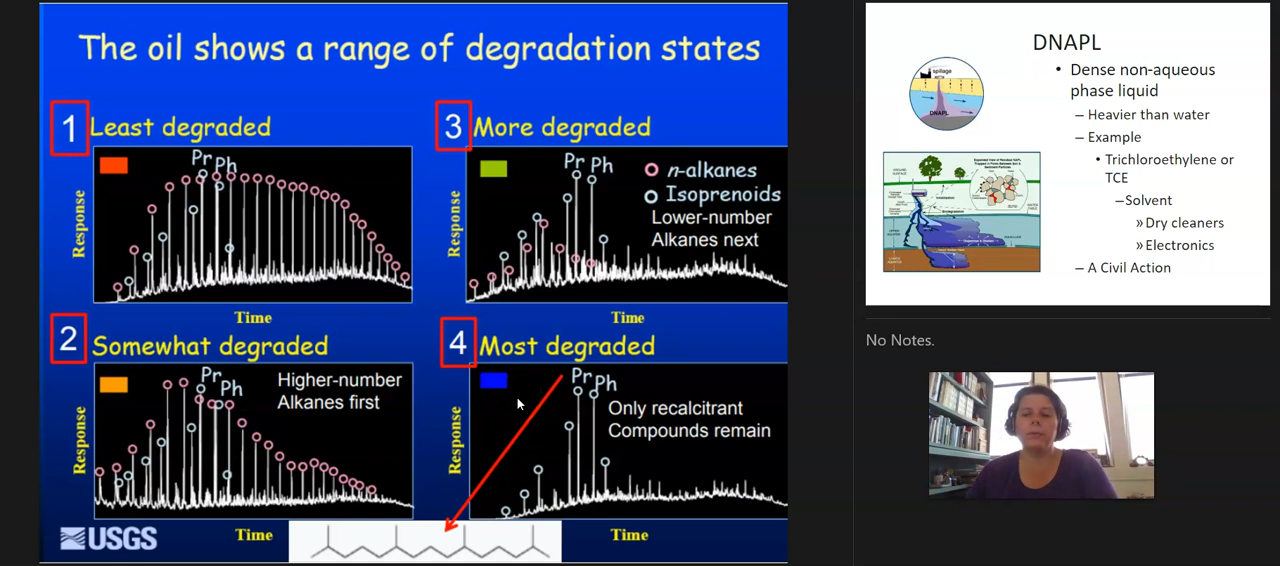 The oil shows a range of degradation states
1 Least degraded
Pr
Ph
Response
Time
2 Somewhat degraded
Pr
Ph
Higher-number
Alkanes first
Response
Time
3 More degraded
Pr
Ph
n-alkanes
Isoprenoids
Lower-number
Alkanes next
Response
Time
4 Most degraded
Pr
Ph
Only recalcitrant
Compounds remain
Response
Time
USGS
DNAPL
• Dense non-aqueous
phase liquid
– Heavier than water
– Example
• Trichloroethylene or
TCE
–Solvent
» Dry cleaners
» Electronics
– A Civil Action
spillage
DNAPL
No Notes.